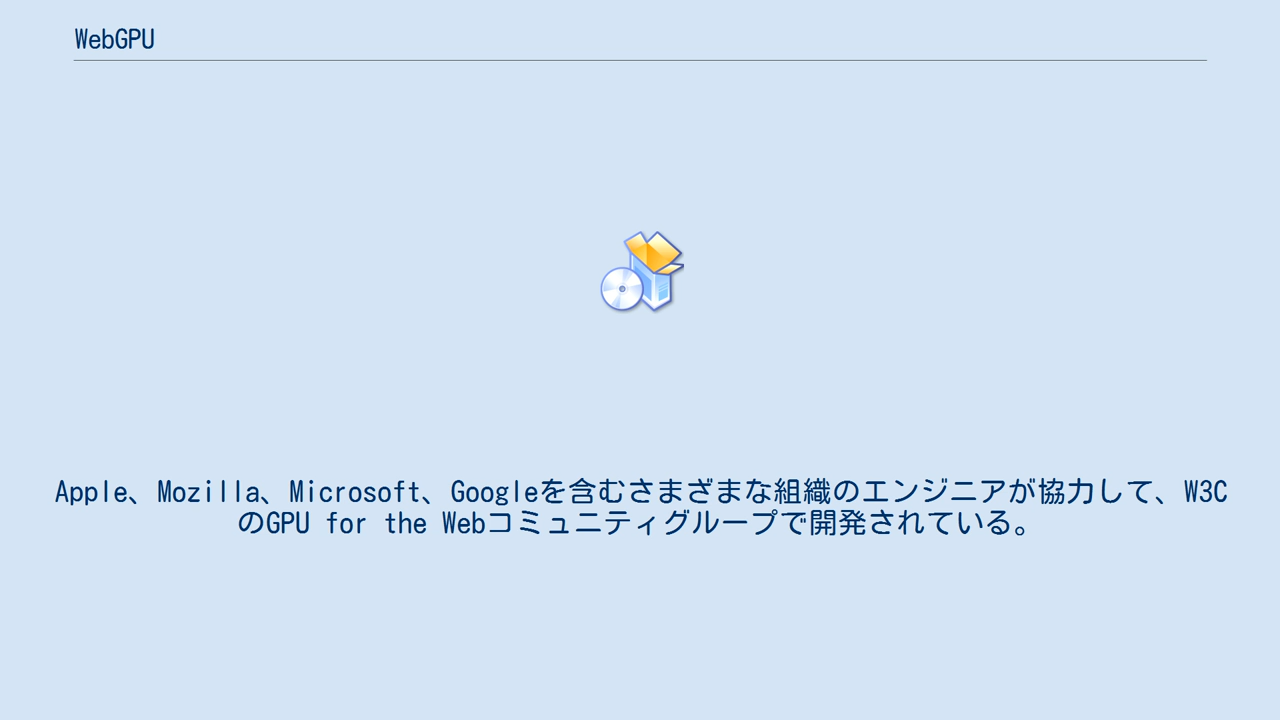 WebGPU
Apple、Mozilla、Microsoft、Googleを含むさまざまな組織のエンジニアが協力して、W3C
のGPU for the Webコミュニティグループで開発されている。